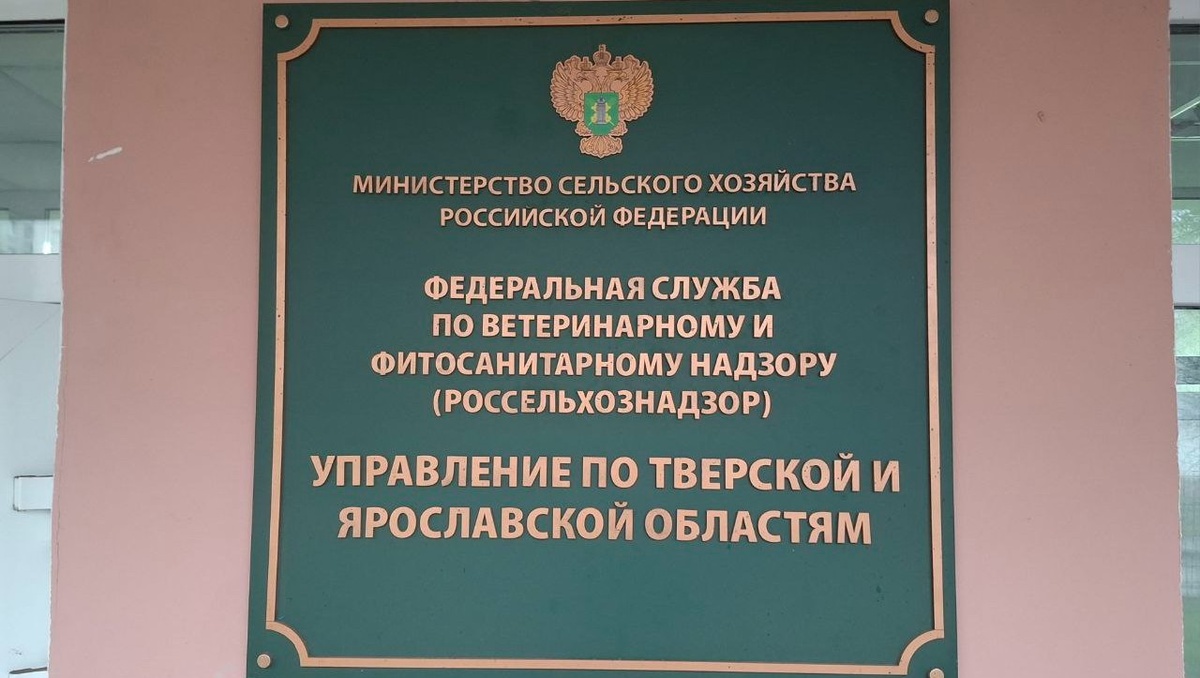 МИНИСТЕРСТВО СЕЛЬСКОГО ХОЗЯЙСТВА
РОССИЙСКОЙ ФЕДЕРАЦИИ
ФЕДЕРАЛЬНАЯ СЛУЖБА
ПО ВЕТЕРИНАРНОМУ И
ФИТОСАНИТАРНОМУ НАДЗОРУ
(РОССЕЛЬХОЗНАДЗОР)
УПРАВЛЕНИЕ ПО ТВЕРСКОЙ И
ЯРОСЛАВСКОЙ ОБЛАСТЯМ